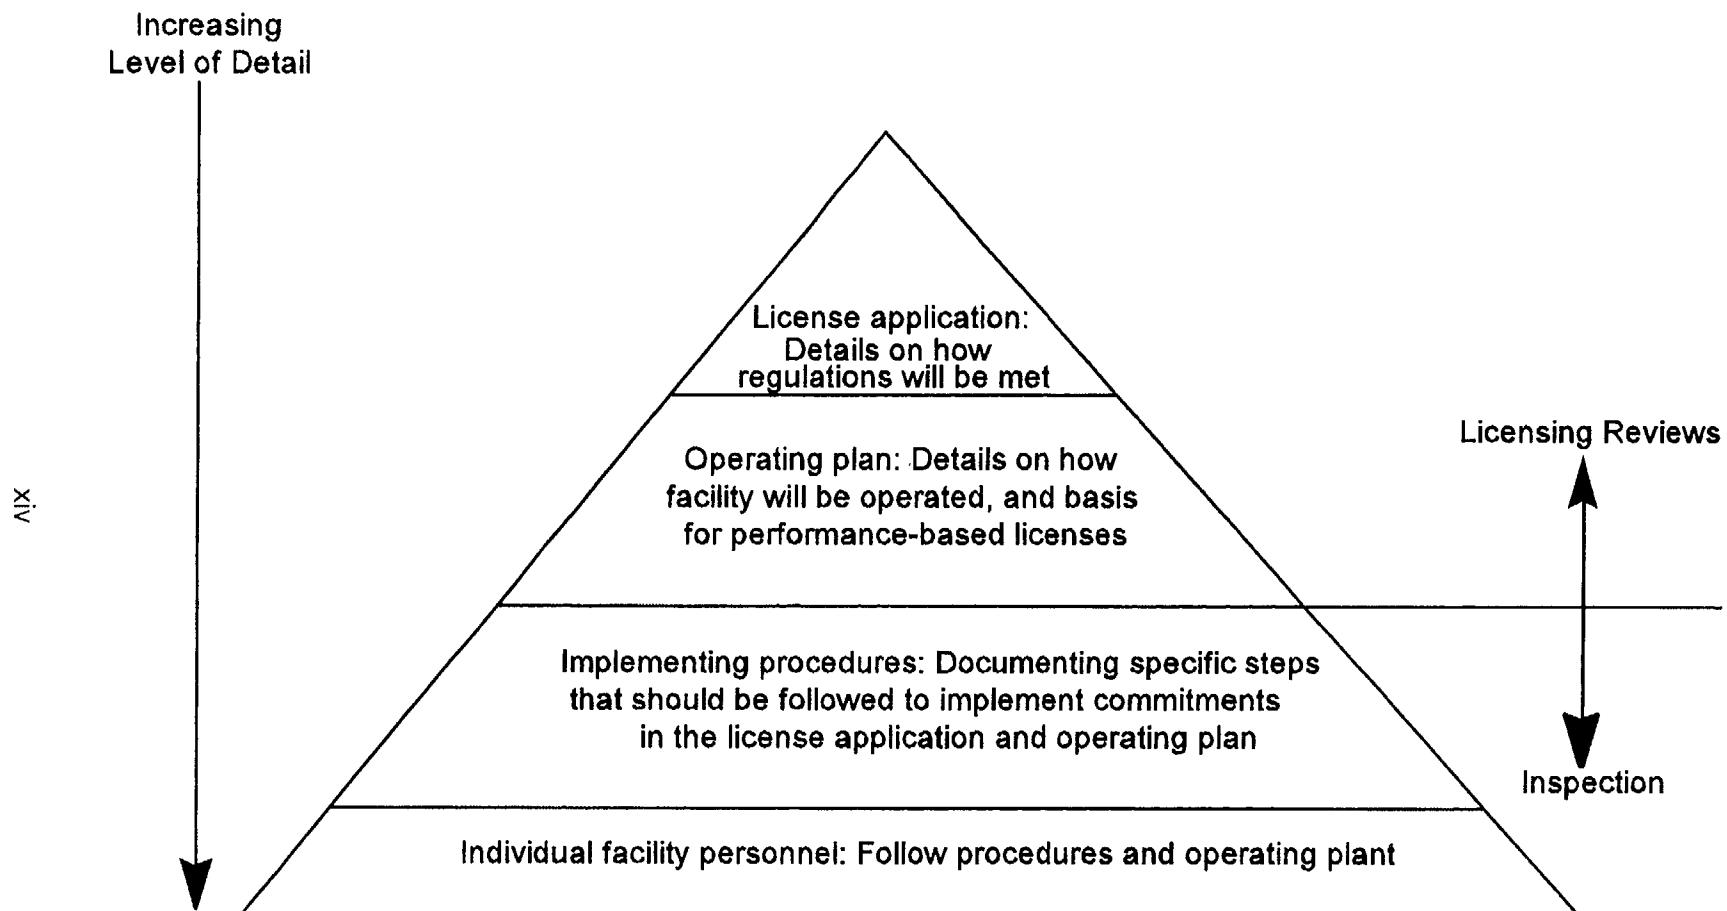 Increasing
Level of Detail
License application:
Details on how
regulations will be met
Operating plan: Details on how
facility will be operated, and basis
for performance-based licenses
Licensing Reviews
Implementing procedures: Documenting specific steps
that should be followed to implement commitments
in the license application and operating plan
Inspection
Individual facility personnel: Follow procedures and operating plant
xiv